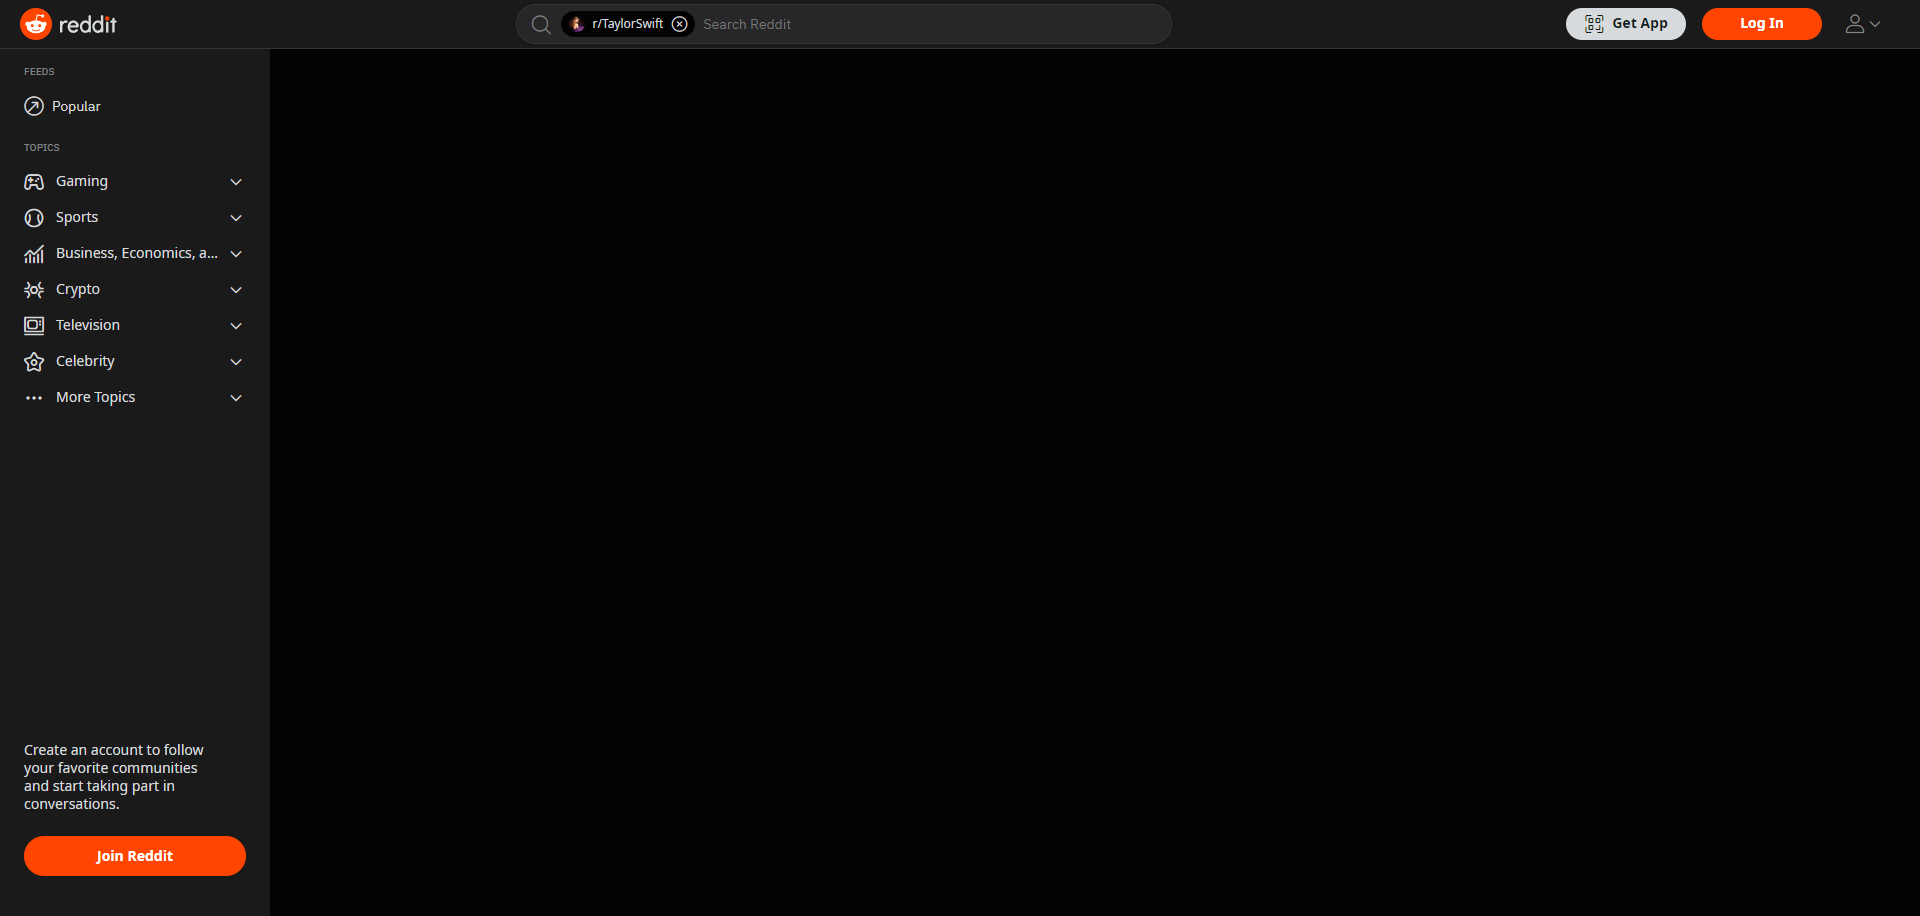 reddit
r/TaylorSwift
Search Reddit
Get App
Log In
FEEDS
Popular
TOPICS
Gaming
Sports
Business, Economics, a...
Crypto
Television
Celebrity
More Topics
Create an account to follow
your favorite communities
and start taking part in
conversations.
Join Reddit